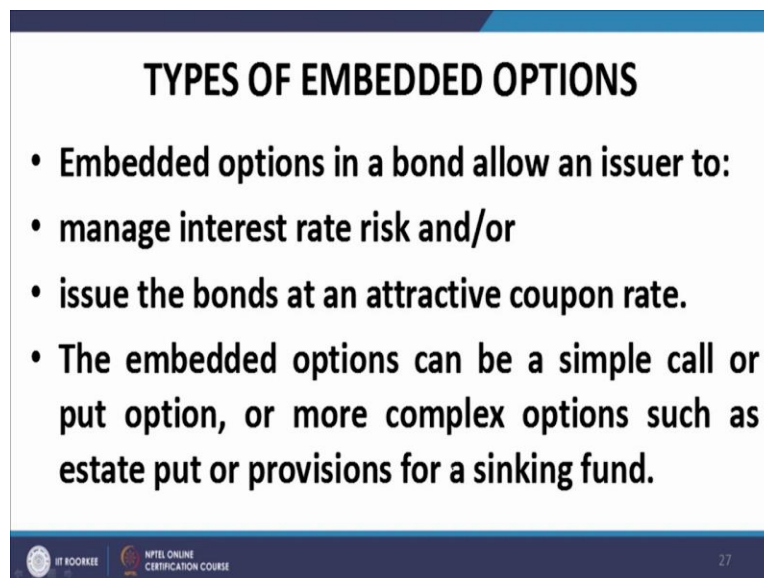 TYPES OF EMBEDDED OPTIONS
• Embedded options in a bond allow an issuer to:
• manage interest rate risk and/or
• issue the bonds at an attractive coupon rate.
• The embedded options can be a simple call or
put option, or more complex options such as
estate put or provisions for a sinking fund.
IIT ROORKEE
NPTEL ONLINE
CERTIFICATION COURSE
27